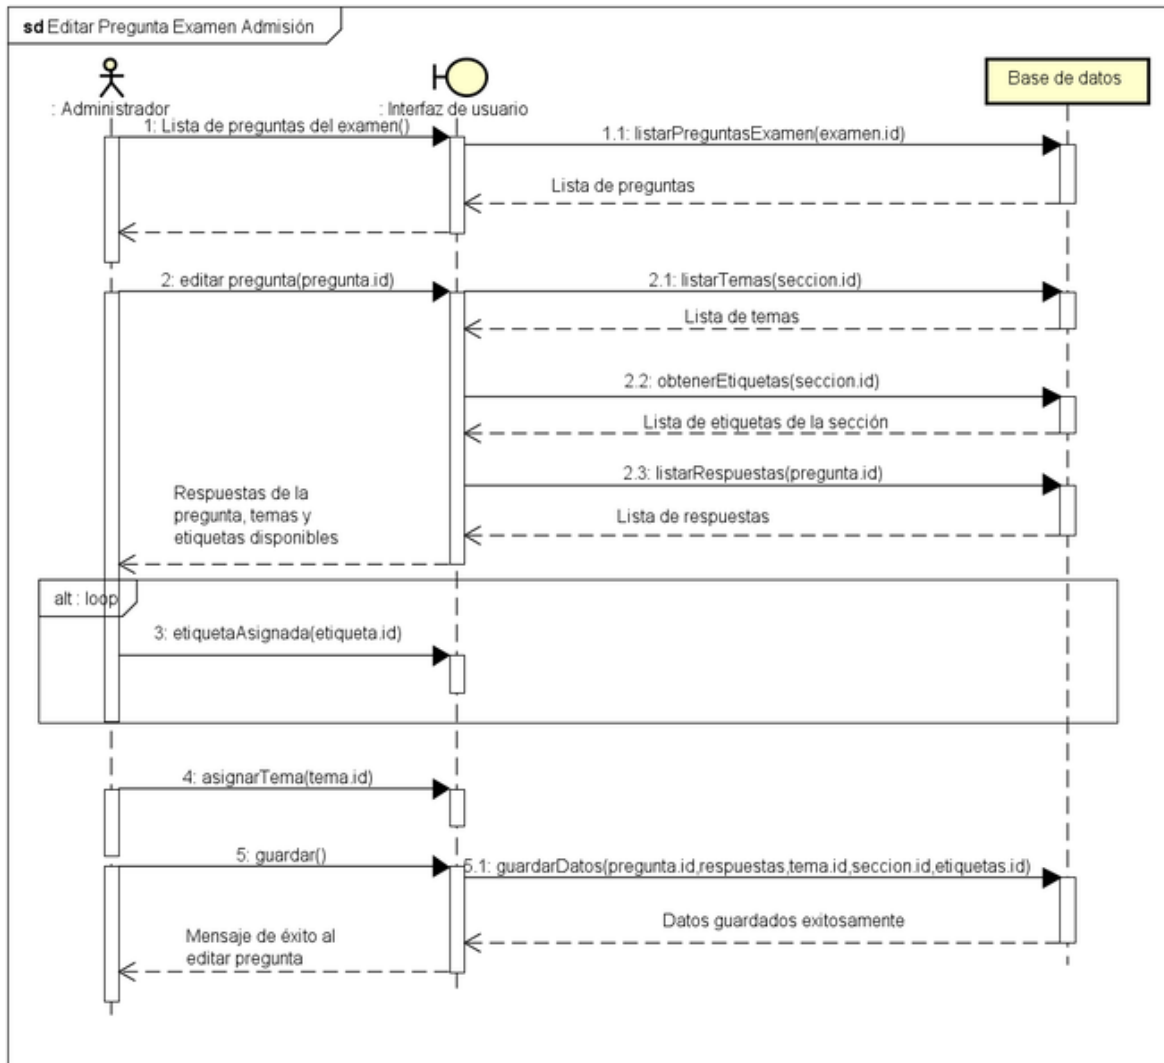 sd Editar Pregunta Examen Admisión
: Administrador
: Interfaz de usuario
Base de datos
1: Lista de preguntas del examen()
1.1: listarPreguntasExamen(examen.id)
Lista de preguntas
2: editar pregunta(pregunta.id)
2.1: listarTemas(seccion.id)
Lista de temas
2.2: obtenerEtiquetas(seccion.id)
Lista de etiquetas de la sección
2.3: listarRespuestas(pregunta.id)
Respuestas de la
pregunta, temas y
etiquetas disponibles
Lista de respuestas
alt : loop
3: etiquetaAsignada(etiqueta.id)
4: asignarTema(tema.id)
5: guardar()
5.1: guardarDatos(pregunta.id,respuestas,tema.id,seccion.id,etiquetas.id)
Datos guardados exitosamente
Mensaje de éxito al
editar pregunta